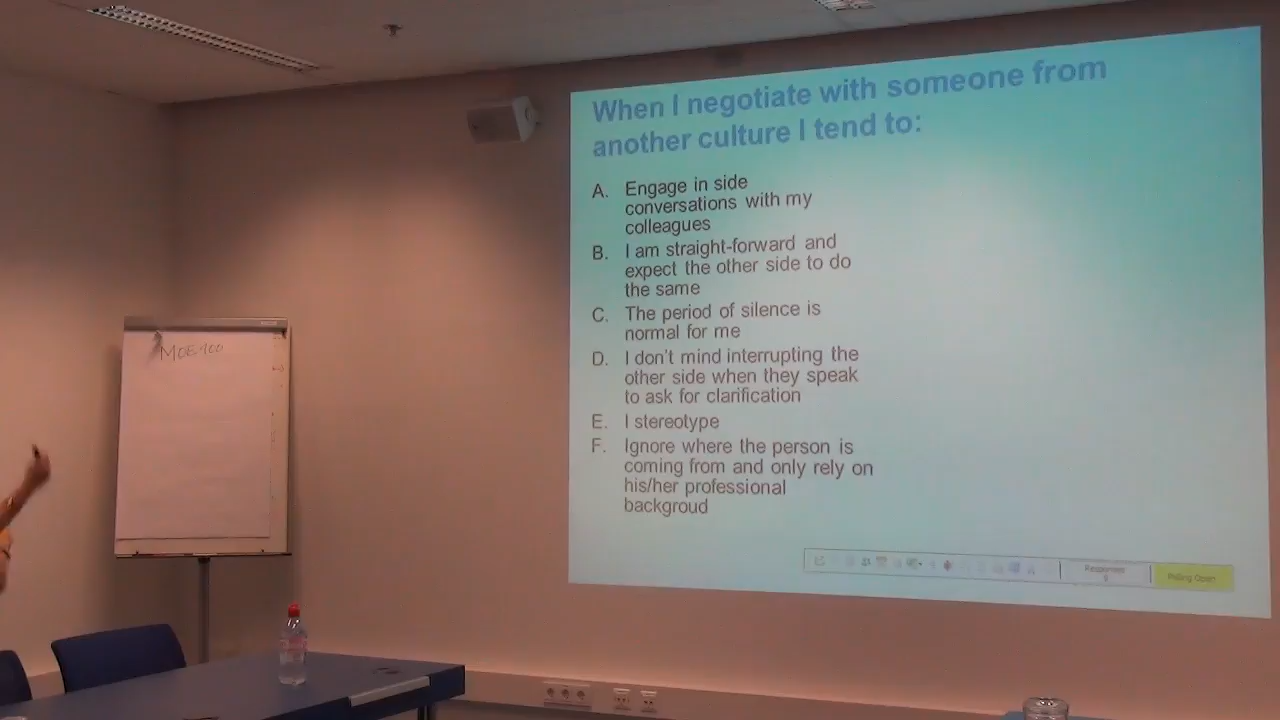 When I negotiate with someone from
another culture I tend to:
A. Engage in side
conversations with my
colleagues
B. I am straight-forward and
expect the other side to do
the same
C. The period of silence is
normal for me
D. I don't mind interrupting the
other side when they speak
to ask for clarification
E. I stereotype
F. Ignore where the person is
coming from and only rely on
his/her professional
backgroud
Responses
Polling Open